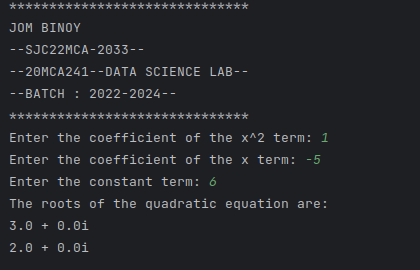 ******************************
JOM BINOY
--SJC22MCA-2033--
--20MCA241--DATA SCIENCE LAB--
--BATCH : 2022-2024--
******************************
Enter the coefficient of the x^2 term: 1
Enter the coefficient of the x term: -5
Enter the constant term: 6
The roots of the quadratic equation are:
3.0 + 0.0i
2.0 + 0.0i